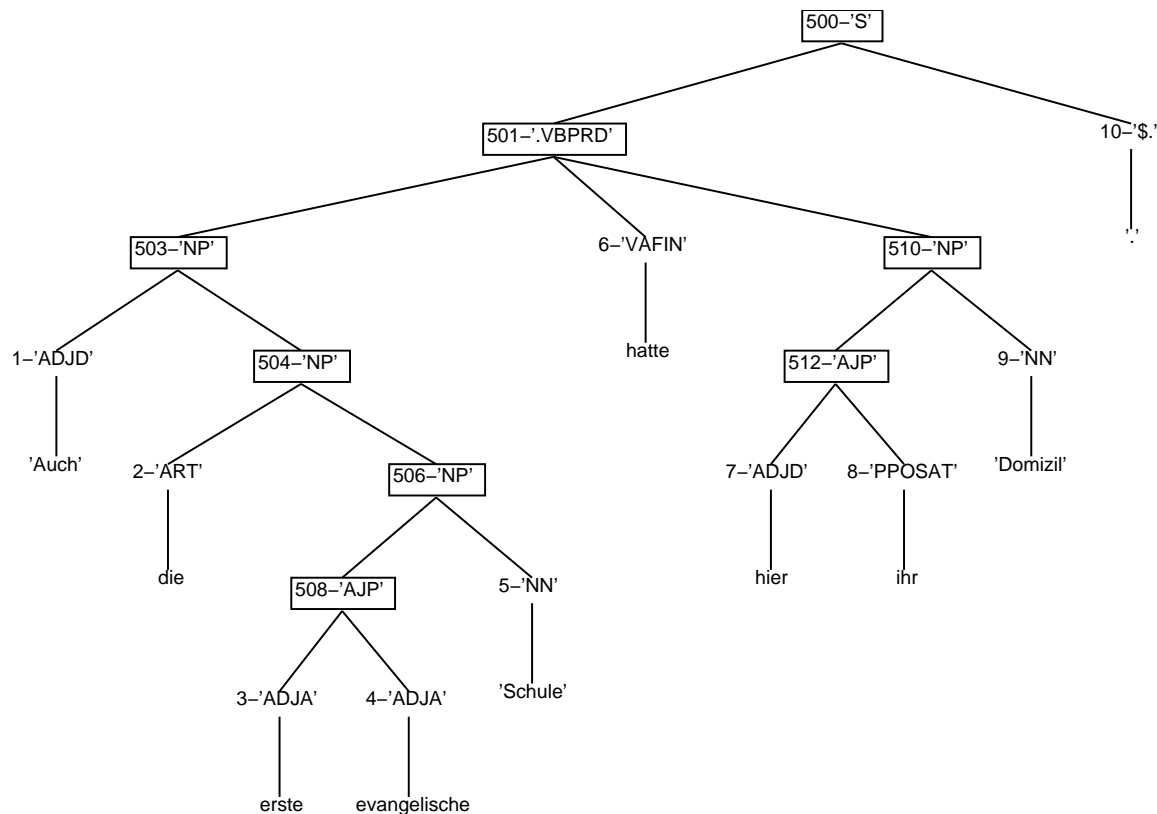 500–'S'
501–'.VBPRD' 10–'$.'
503–'NP' 6–'VAFIN' 510–'NP' '.'
1–'ADJD' 504–'NP' hatte 512–'AJP' 9–'NN'
'Auch' 2–'ART' 506–'NP' 7–'ADJD' 8–'PPOSAT' 'Domizil'
die 508–'AJP' 5–'NN' hier ihr
3–'ADJA' 4–'ADJA' 'Schule'
erste evangelische